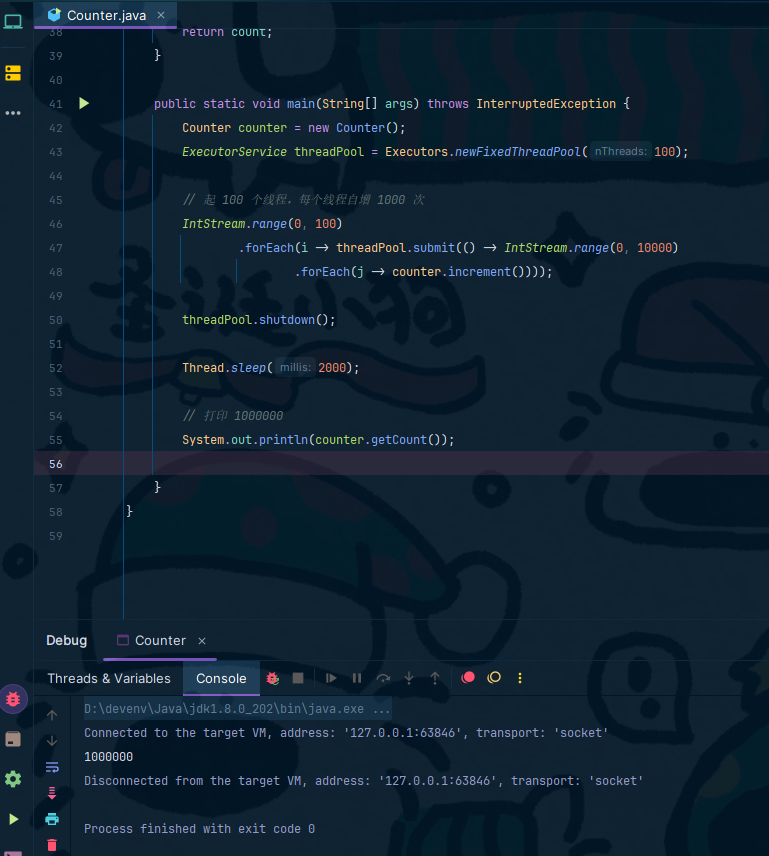 Counter.java ×
38 return count;
39 }
40
41 public static void main(String[] args) throws InterruptedException {
42 Counter counter = new Counter();
43 ExecutorService threadPool = Executors.newFixedThreadPool( nThreads: 100);
44
45 // 起 100 个线程，每个线程自增 1000 次
46 IntStream.range(0, 100)
47 .forEach(i -> threadPool.submit(() -> IntStream.range(0, 10000)
48 .forEach(j -> counter.increment())));
49
50 threadPool.shutdown();
51
52 Thread.sleep( millis: 2000);
53
54 // 打印 1000000
55 System.out.println(counter.getCount());
56
57 }
58 }
59
圣诞小狗
Debug Counter ×
Threads & Variables Console
D:\devenv\Java\jdk1.8.0_202\bin\java.exe ...
Connected to the target VM, address: '127.0.0.1:63846', transport: 'socket'
1000000
Disconnected from the target VM, address: '127.0.0.1:63846', transport: 'socket'
Process finished with exit code 0